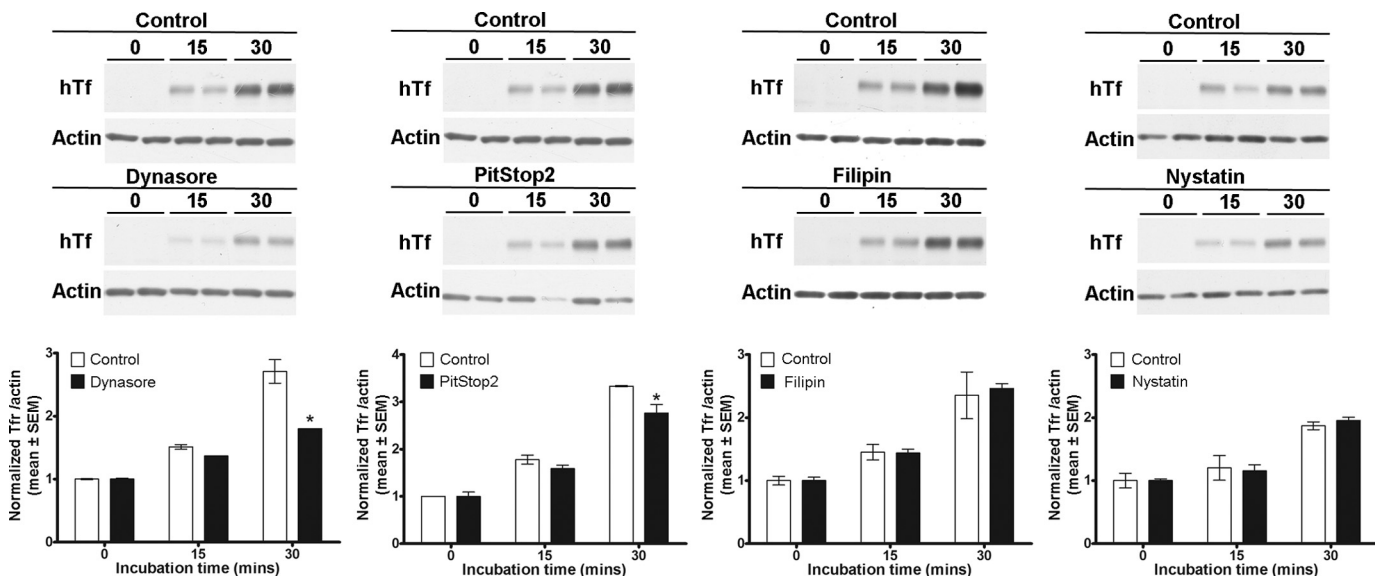 Control
0 15 30
hTf
Actin
Dynasore
0 15 30
hTf
Actin
Normalized Tfr /actin
(mean ± SEM)
3
2
1
0
Control
Dynasore
*
0 15 30
Incubation time (mins)
Control
0 15 30
hTf
Actin
PitStop2
0 15 30
hTf
Actin
Normalized Tfr /actin
(mean ± SEM)
4
3
2
1
0
Control
PitStop2
*
0 15 30
Incubation time (mins)
Control
0 15 30
hTf
Actin
Filipin
0 15 30
hTf
Actin
Normalized Tfr /actin
(mean ± SEM)
3
2
1
0
Control
Filipin
0 15 30
Incubation time (mins)
Control
0 15 30
hTf
Actin
Nystatin
0 15 30
hTf
Actin
Normalized Tfr /actin
(mean ± SEM)
3
2
1
0
Control
Nystatin
0 15 30
Incubation time (mins)